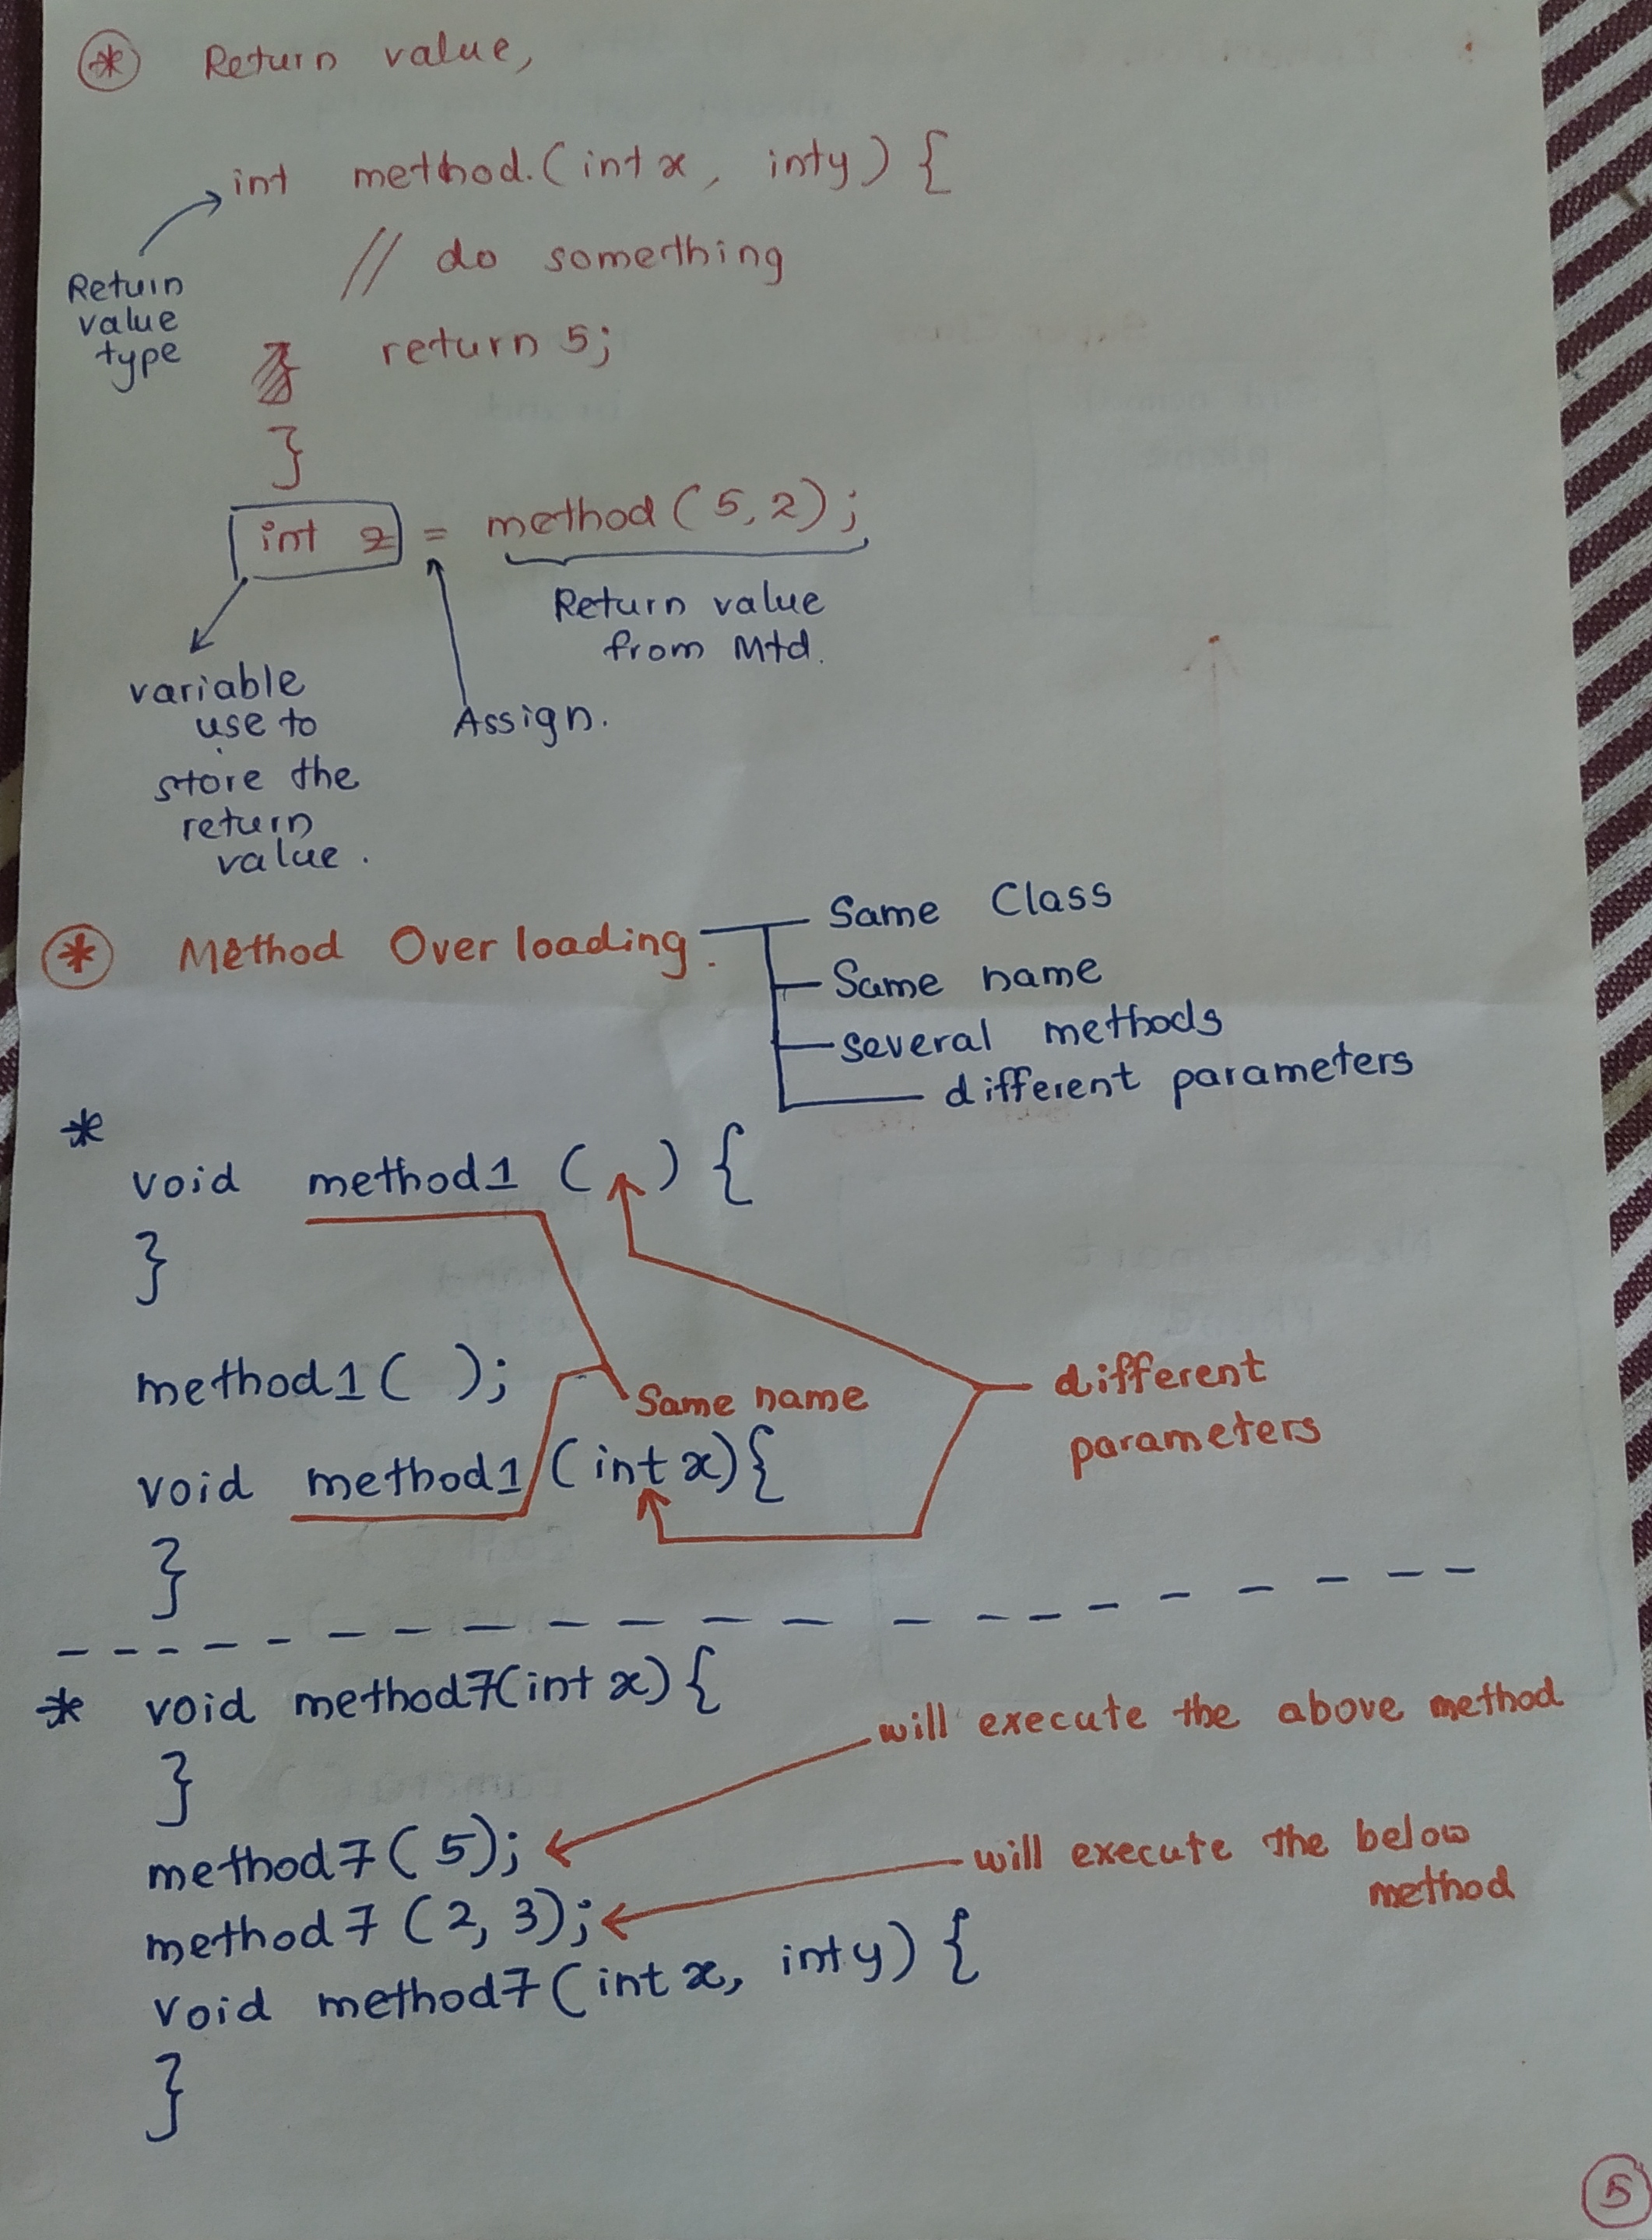 * Return value,
int method.(int x, int y) {
// do something
Return
value
type
return 5;
}
int z = method (5,2);
Return value
from Mtd.
variable
use to
store the
return
value.
Assign.
* Method Over loading.
Same Class
Same name
several methods
different parameters
*
void method1 ( ) {
}
method1 ( );
Same name
different
parameters
void method1 (int x) {
}
* void method7(int x) {
}
will execute the above method
method7 ( 5);
will execute the below
method
method7 (2, 3);
void method7 (int x, int y) {
}
5